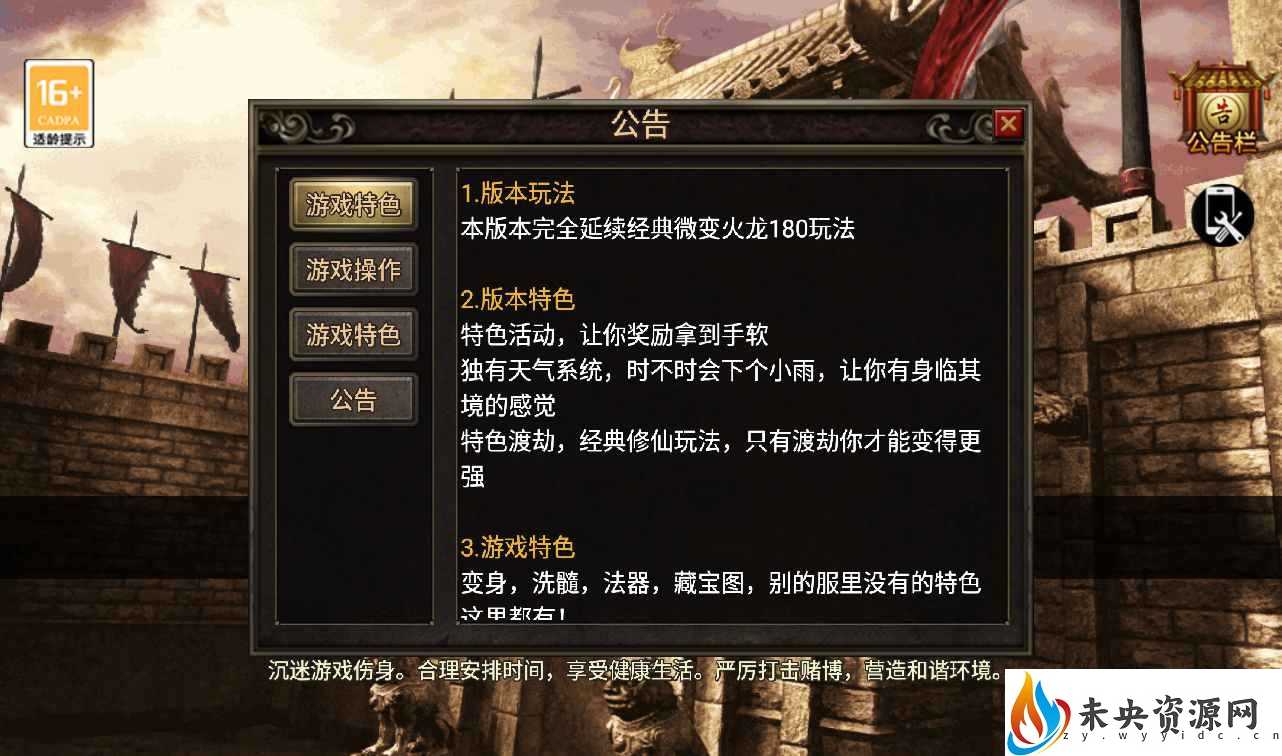 16+
CADPA
适龄提示
公告
告
公告栏
游戏特色
游戏操作
游戏特色
公告
1.版本玩法
本版本完全延续经典微变火龙180玩法
2.版本特色
特色活动，让你奖励拿到手软
独有天气系统，时不时会下个小雨，让你有身临其
境的感觉
特色渡劫，经典修仙玩法，只有渡劫你才能变得更
强
3.游戏特色
变身，洗髓，法器，藏宝图，别的服里没有的特色
这里都有！
沉迷游戏伤身。合理安排时间，享受健康生活。严厉打击赌博，营造和谐环境。
未央资源网
zy.wyyidc.cn